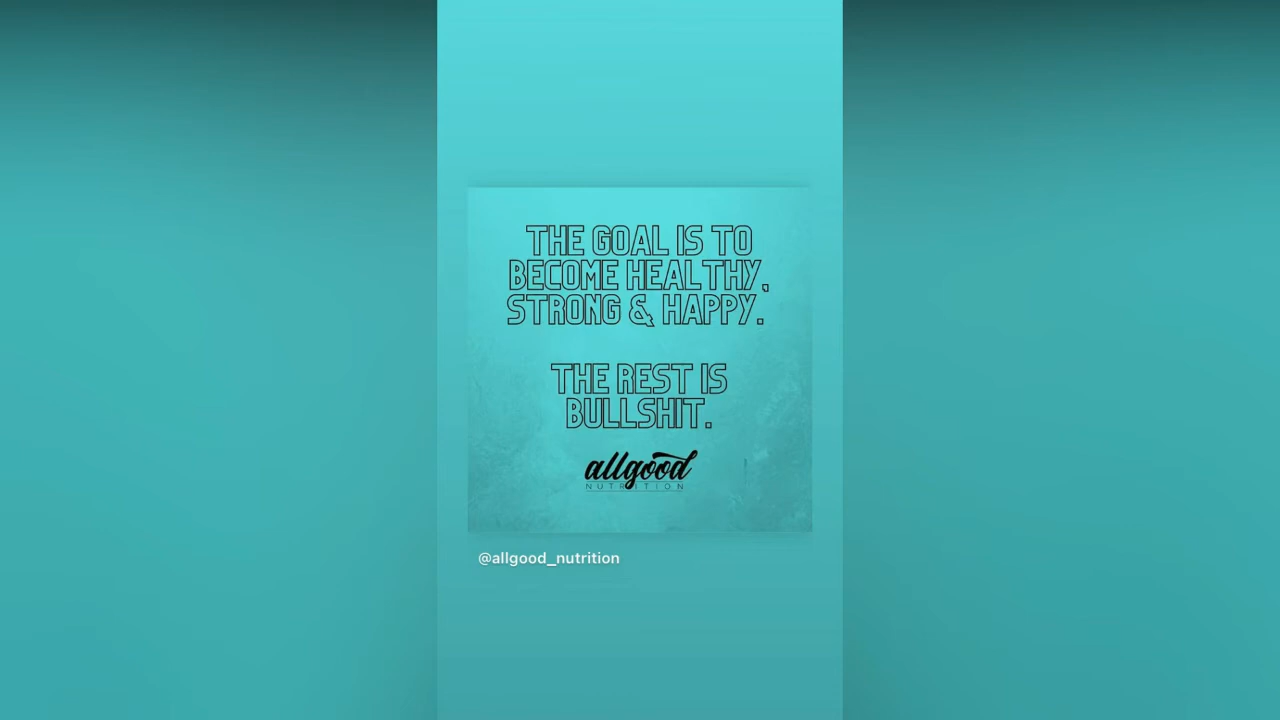 THE GOAL IS TO
BECOME HEALTHY,
STRONG & HAPPY.
THE REST IS
BULLSHIT.
allgood
NUTRITION
@allgood_nutrition